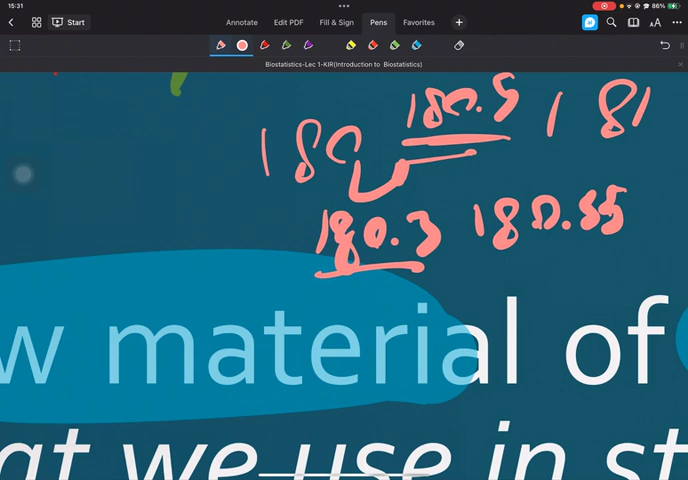 15:31
86%
Start
Annotate Edit PDF Fill & Sign Pens Favorites
Biostatistics-Lec 1-KIR(Introduction to Biostatistics)
180 180.5 181
180.3 180.55
w material of
at we use in st